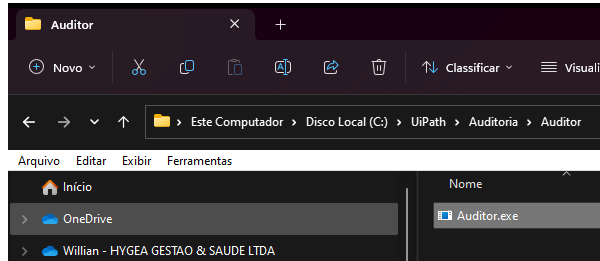 Auditor
Novo Classificar Visuali
Este Computador Disco Local (C:) UiPath Auditoria Auditor
Arquivo Editar Exibir Ferramentas
Início
Nome
OneDrive
Auditor.exe
Willian - HYGEA GESTAO & SAUDE LTDA